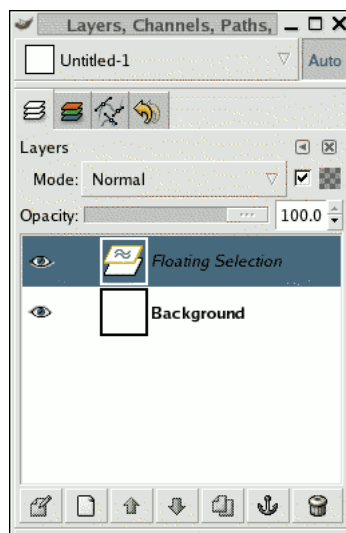 Layers, Channels, Paths,
Untitled-1
Auto
Layers
Mode: Normal
Opacity: 100.0
Floating Selection
Background